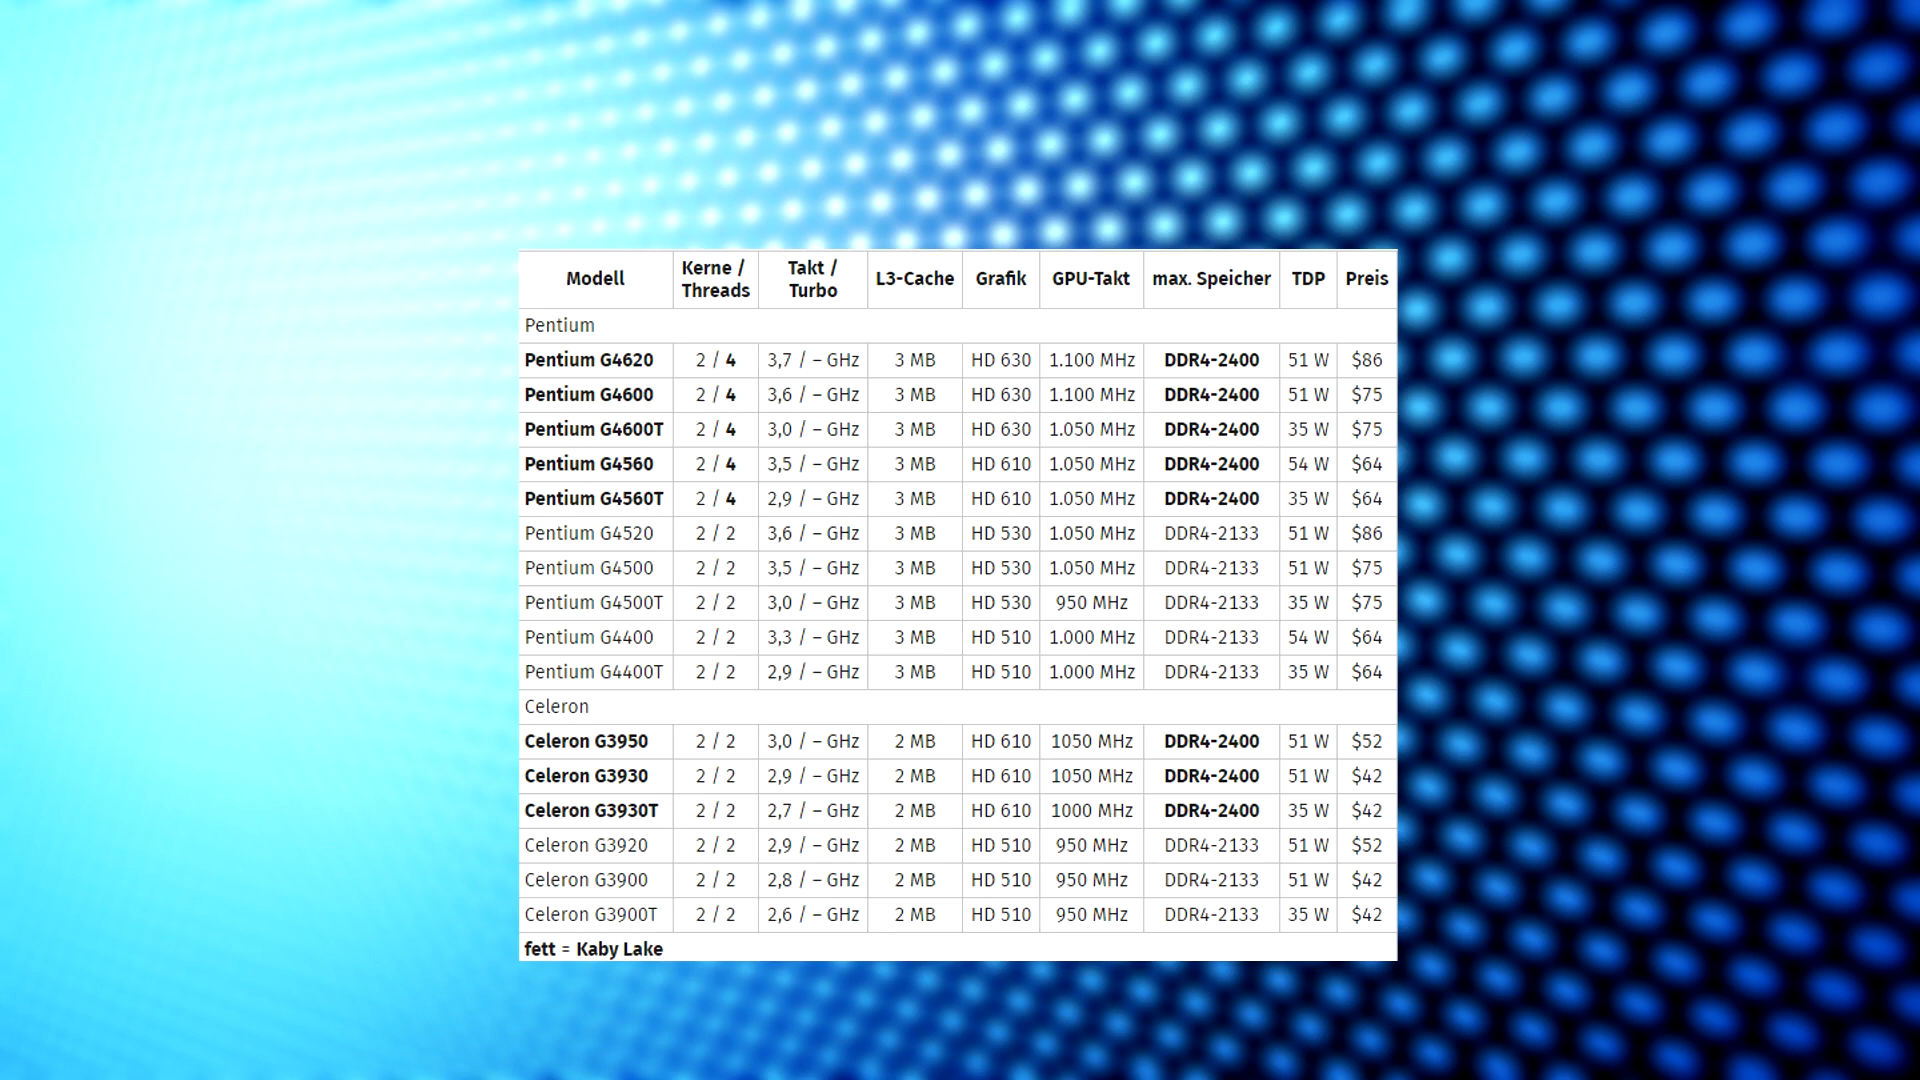 Modell Kerne / Threads Takt / Turbo L3-Cache Grafik GPU-Takt max. Speicher TDP Preis
Pentium
Pentium G4620 2 / 4 3,7 / – GHz 3 MB HD 630 1.100 MHz DDR4-2400 51 W $86
Pentium G4600 2 / 4 3,6 / – GHz 3 MB HD 630 1.100 MHz DDR4-2400 51 W $75
Pentium G4600T 2 / 4 3,0 / – GHz 3 MB HD 630 1.050 MHz DDR4-2400 35 W $75
Pentium G4560 2 / 4 3,5 / – GHz 3 MB HD 610 1.050 MHz DDR4-2400 54 W $64
Pentium G4560T 2 / 4 2,9 / – GHz 3 MB HD 610 1.050 MHz DDR4-2400 35 W $64
Pentium G4520 2 / 2 3,6 / – GHz 3 MB HD 530 1.050 MHz DDR4-2133 51 W $86
Pentium G4500 2 / 2 3,5 / – GHz 3 MB HD 530 1.050 MHz DDR4-2133 51 W $75
Pentium G4500T 2 / 2 3,0 / – GHz 3 MB HD 530 950 MHz DDR4-2133 35 W $75
Pentium G4400 2 / 2 3,3 / – GHz 3 MB HD 510 1.000 MHz DDR4-2133 54 W $64
Pentium G4400T 2 / 2 2,9 / – GHz 3 MB HD 510 1.000 MHz DDR4-2133 35 W $64
Celeron
Celeron G3950 2 / 2 3,0 / – GHz 2 MB HD 610 1050 MHz DDR4-2400 51 W $52
Celeron G3930 2 / 2 2,9 / – GHz 2 MB HD 610 1050 MHz DDR4-2400 51 W $42
Celeron G3930T 2 / 2 2,7 / – GHz 2 MB HD 610 1000 MHz DDR4-2400 35 W $42
Celeron G3920 2 / 2 2,9 / – GHz 2 MB HD 510 950 MHz DDR4-2133 51 W $52
Celeron G3900 2 / 2 2,8 / – GHz 2 MB HD 510 950 MHz DDR4-2133 51 W $42
Celeron G3900T 2 / 2 2,6 / – GHz 2 MB HD 510 950 MHz DDR4-2133 35 W $42
fett = Kaby Lake